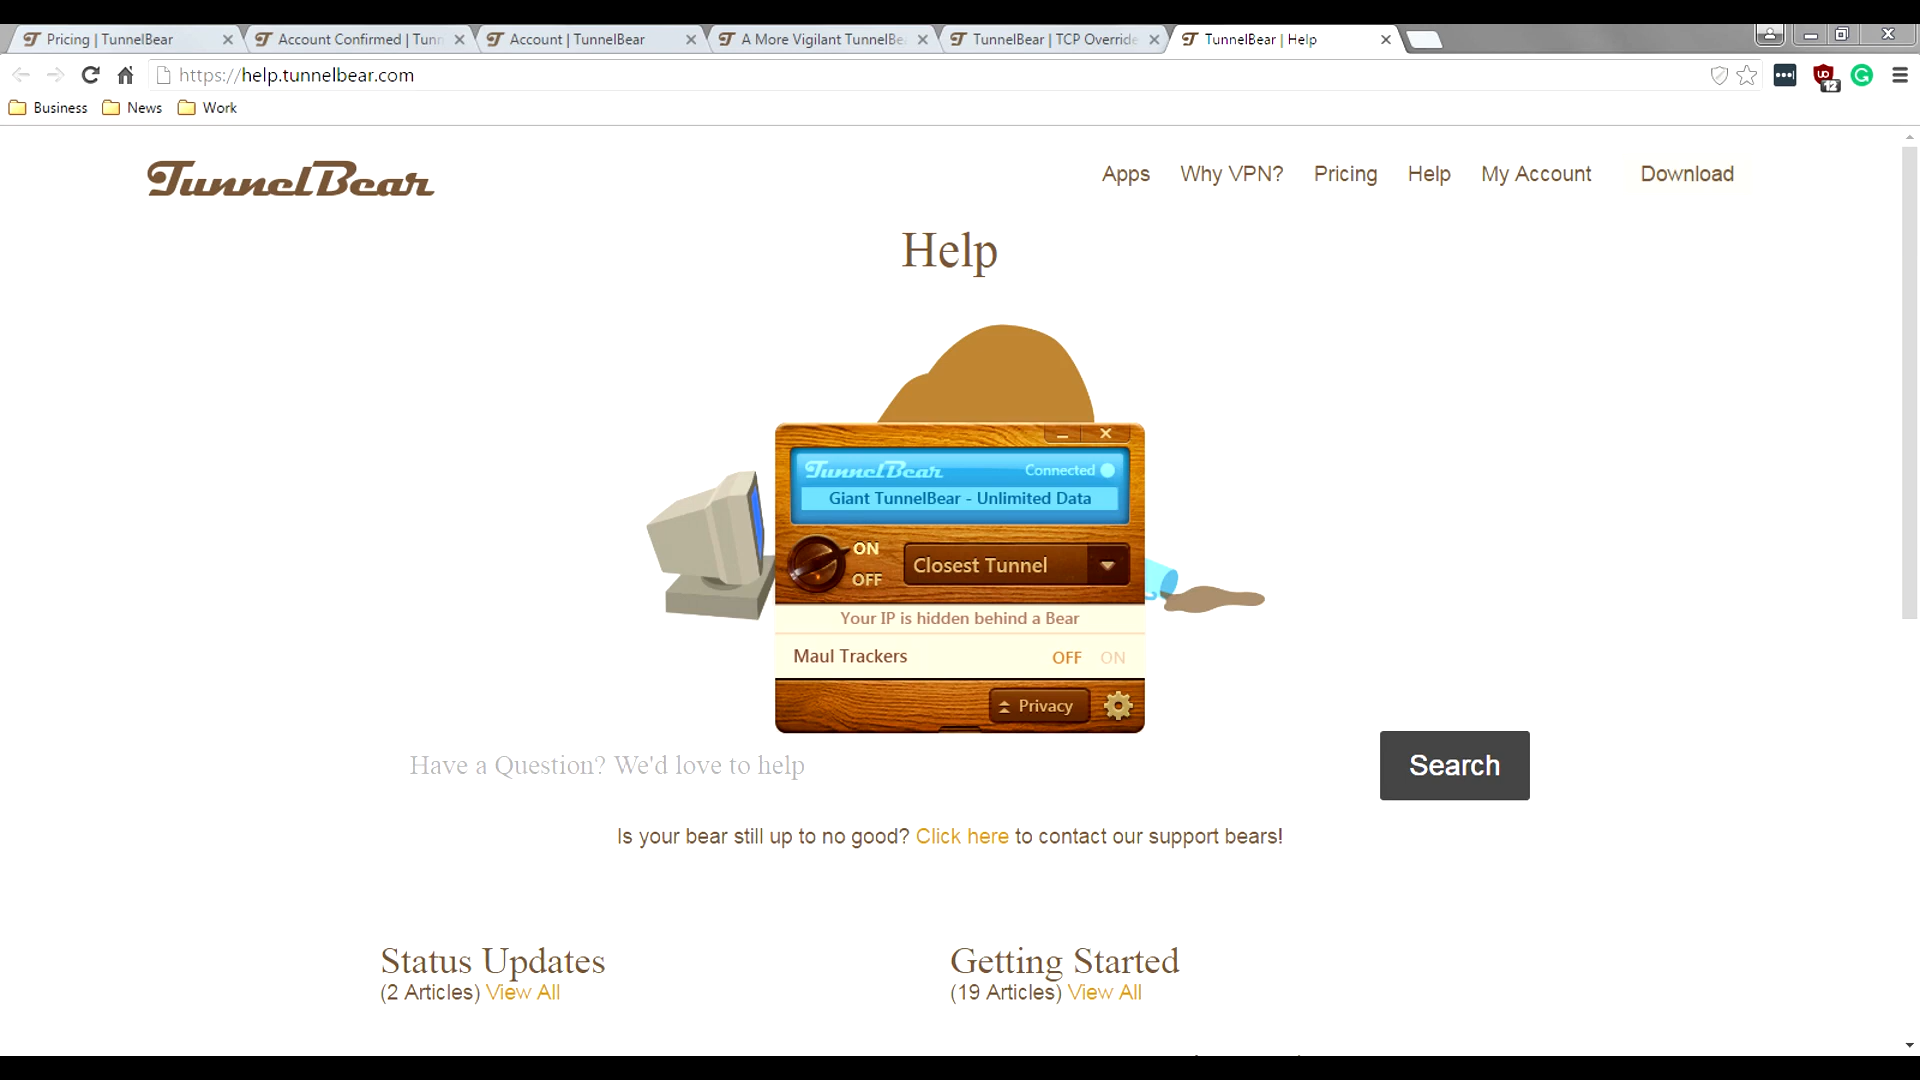 Pricing | TunnelBear
Account Confirmed | Tunn
Account | TunnelBear
A More Vigilant TunnelBe
TunnelBear | TCP Override
TunnelBear | Help
https://help.tunnelbear.com
12
Business
News
Work
TunnelBear
Apps
Why VPN?
Pricing
Help
My Account
Download
Help
TunnelBear
Connected
Giant TunnelBear - Unlimited Data
ON
OFF
Closest Tunnel
Your IP is hidden behind a Bear
Maul Trackers
OFF
ON
Privacy
Have a Question? We'd love to help
Search
Is your bear still up to no good? Click here to contact our support bears!
Status Updates
(2 Articles) View All
Getting Started
(19 Articles) View All